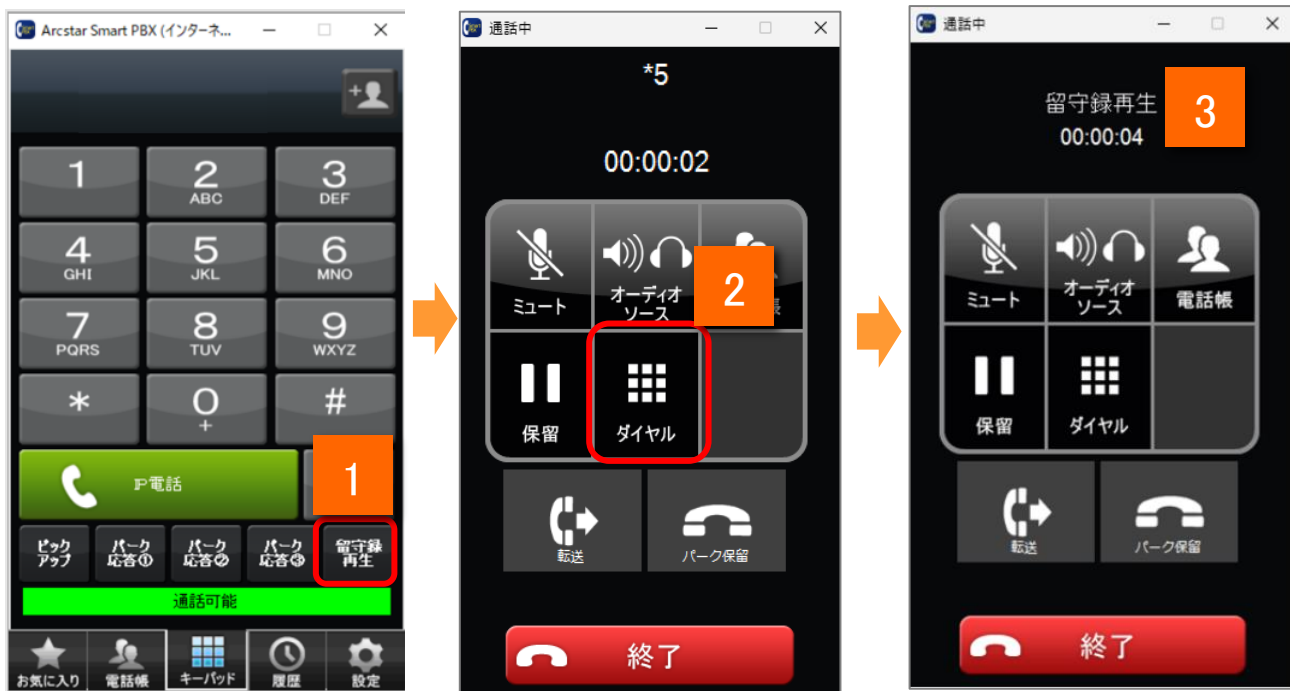 Arcstar Smart PBX (インターネ...
1
2
ABC
3
DEF
4
GHI
5
JKL
6
MNO
7
PQRS
8
TUV
9
WXYZ
*
0
+
#
IP電話
1
ピック
アップ
パーク
応答①
パーク
応答②
パーク
応答③
留守録
再生
通話可能
お気に入り
電話帳
キーパッド
履歴
設定
通話中
*5
00:00:02
ミュート
オーディオ
ソース
2
保留
ダイヤル
転送
パーク保留
終了
通話中
留守録再生
3
00:00:04
ミュート
オーディオ
ソース
電話帳
保留
ダイヤル
転送
パーク保留
終了